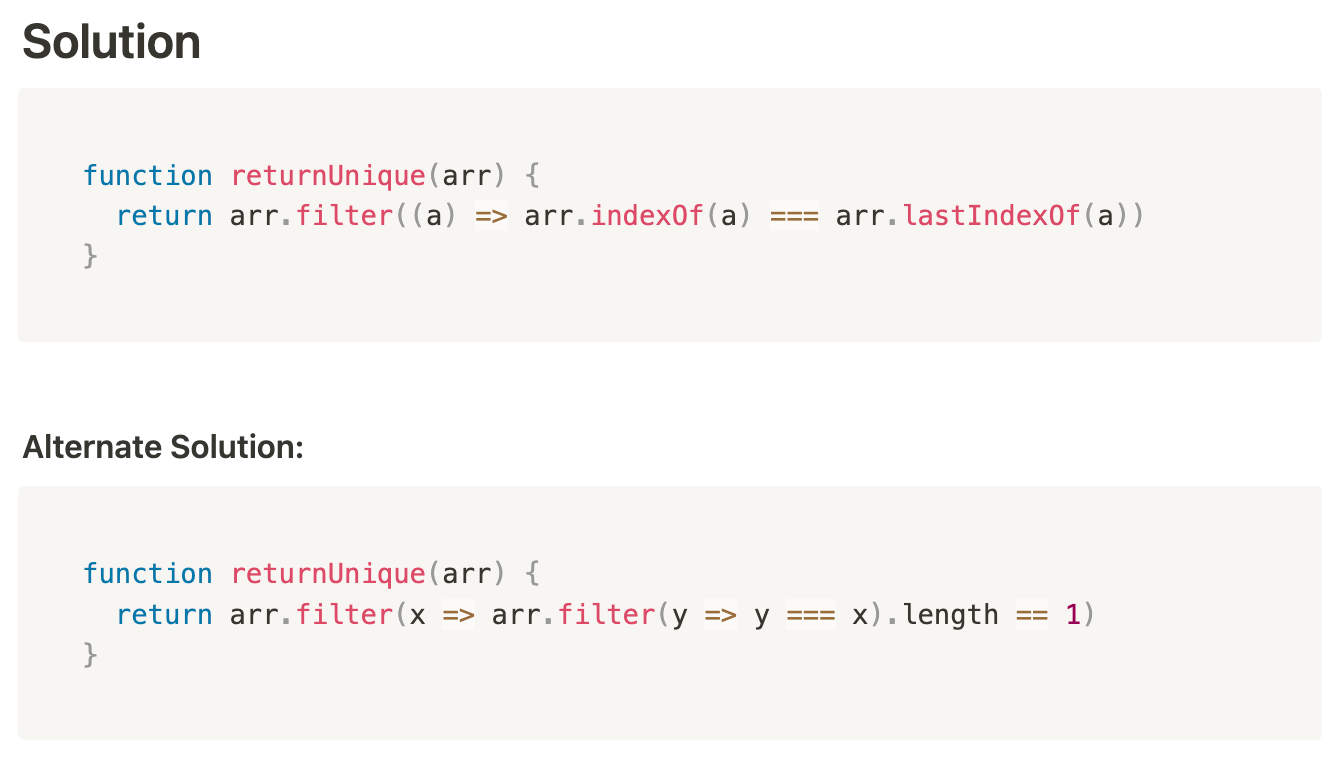 Solution
function returnUnique(arr) {
  return arr.filter((a) => arr.indexOf(a) === arr.lastIndexOf(a))
}
Alternate Solution:
function returnUnique(arr) {
  return arr.filter(x => arr.filter(y => y === x).length == 1)
}